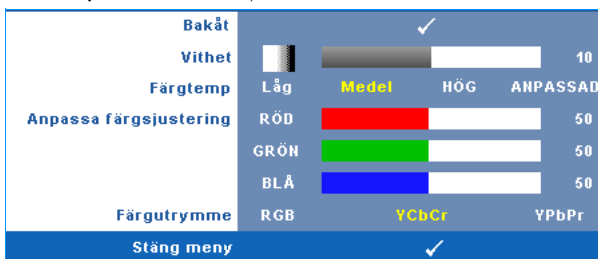 Bakåt
Vithet 10
Färgtemp Låg Medel HÖG ANPASSAD
Anpassa färgsjustering RÖD 50
GRÖN 50
BLÅ 50
Färgutrymme RGB YCbCr YPbPr
Stäng meny